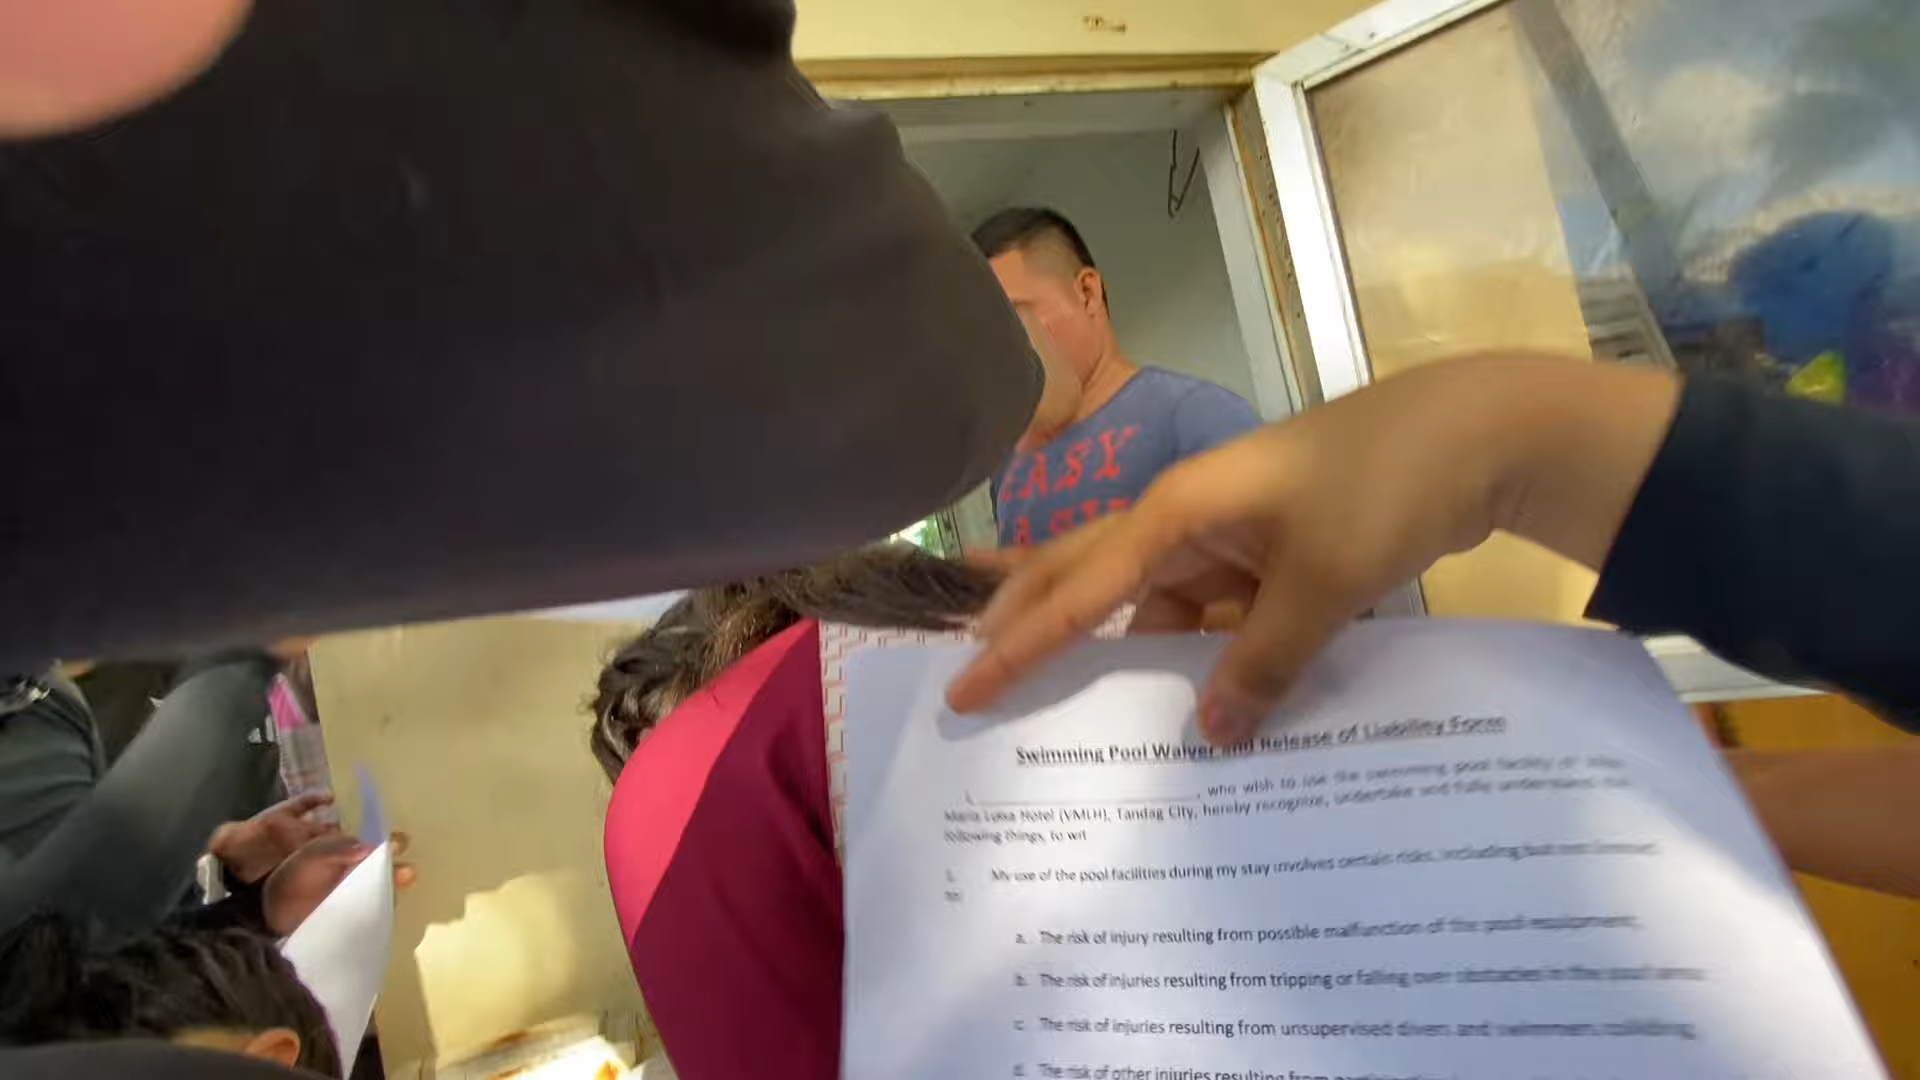 EASY
Swimming Pool Waiver and Release of Liability Form
I, ______________________, who wish to use the swimming pool facility of
Maria Luisa Hotel (VMLH), Tandag City, hereby recognize, undertake and fully understand the
following things, to wit
1. My use of the pool facilities during my stay involves certain risks, including but not limited
to:
a. The risk of injury resulting from possible malfunction of the pool equipment;
b. The risk of injuries resulting from tripping or falling over obstacles in the pool area;
c. The risk of injuries resulting from unsupervised divers and swimmers colliding;
d. The risk of other injuries resulting from